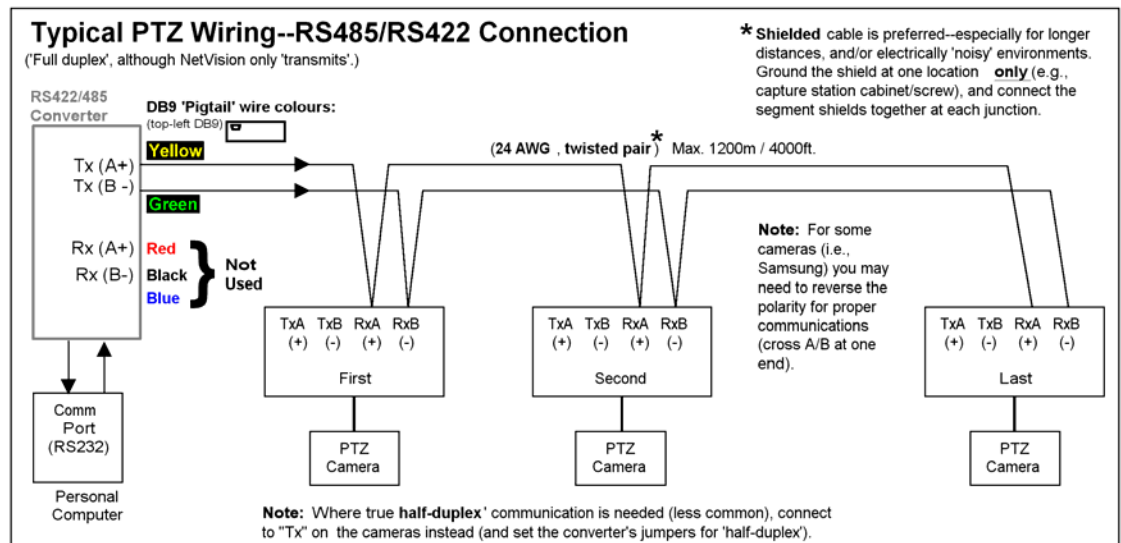 Typical PTZ Wiring--RS485/RS422 Connection
('Full duplex', although NetVision only 'transmits'.)
* Shielded cable is preferred--especially for longer
distances, and/or electrically 'noisy' environments.
Ground the shield at one location only (e.g.,
capture station cabinet/screw), and connect the
segment shields together at each junction.
RS422/485
Converter
DB9 'Pigtail' wire colours:
(top-left DB9)
Yellow
Tx (A+)
Tx (B -)
Green
Rx (A+) Red
Rx (B-) Black
Blue
Not
Used
(24 AWG , twisted pair) * Max. 1200m / 4000ft.
Note: For some
cameras (i.e.,
Samsung) you may
need to reverse the
polarity for proper
communications
(cross A/B at one
end).
TxA TxB RxA RxB
(+) (-) (+) (-)
First
PTZ
Camera
TxA TxB RxA RxB
(+) (-) (+) (-)
Second
PTZ
Camera
TxA TxB RxA RxB
(+) (-) (+) (-)
Last
PTZ
Camera
Comm
Port
(RS232)
Personal
Computer
Note: Where true half-duplex' communication is needed (less common), connect
to "Tx" on the cameras instead (and set the converter's jumpers for 'half-duplex').